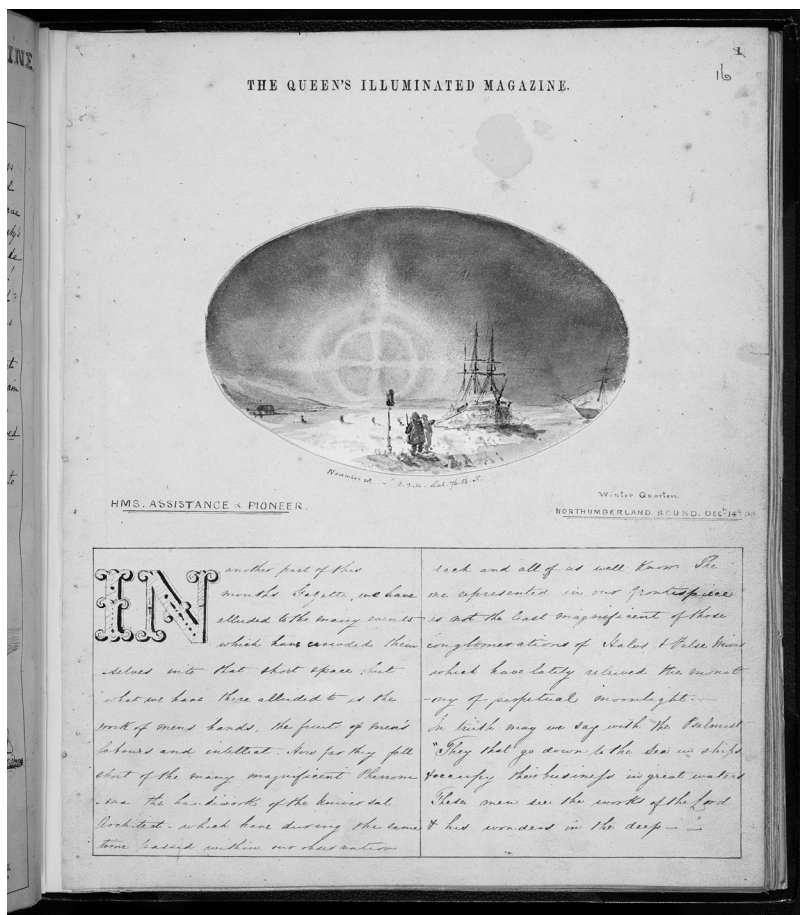 16
THE QUEEN'S ILLUMINATED MAGAZINE.
HMS. ASSISTANCE & PIONEER.
Winter Quarters
NORTHUMBERLAND SOUND. DECbr 14th
IN another part of this
months Gazette, we have
alluded to the many events
which have crowded them
selves into that short space, but
what we have there alluded to is the
work of mens hands, the fruits of men's
labours and intellect. How far they fall
short of the many magnificent Phenome
-na the handiwork of the Universal
Architect - which have during the same
time passed within our observation
each and all of us well know. The
one represented in our frontispiece
is not the least magnificent of those
conglomerations of Halos & False Moons
which have lately relieved the monot
-ony of perpetual moonlight.
In truth may we say with the Psalmist
"They that go down to the Sea in ships
& occupy their business in great waters
These men see the works of the Lord
& his wonders in the deep—"